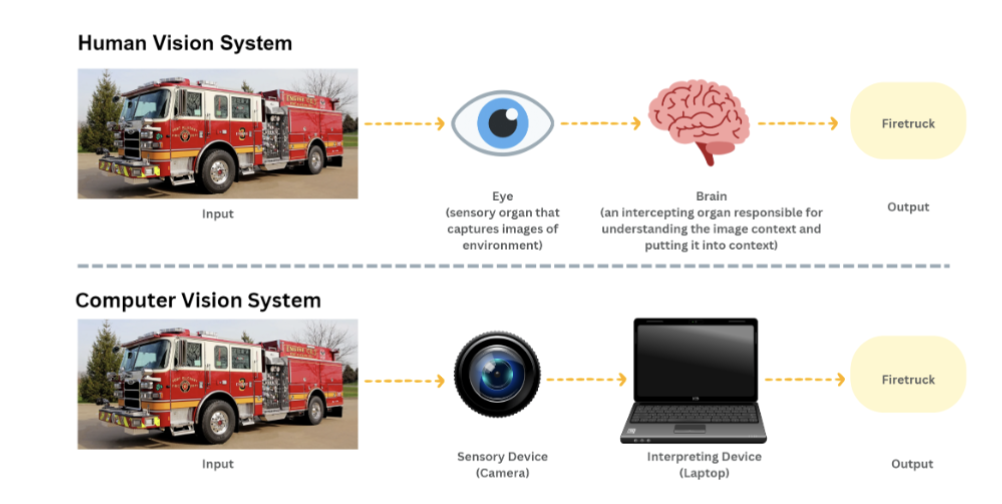 Human Vision System
Firetruck
Input
Eye
(sensory organ that
captures images of
environment)
Brain
(an intercepting organ responsible for
understanding the image context and
putting it into context)
Output
Computer Vision System
Firetruck
Input
Sensory Device
(Camera)
Interpreting Device
(Laptop)
Output